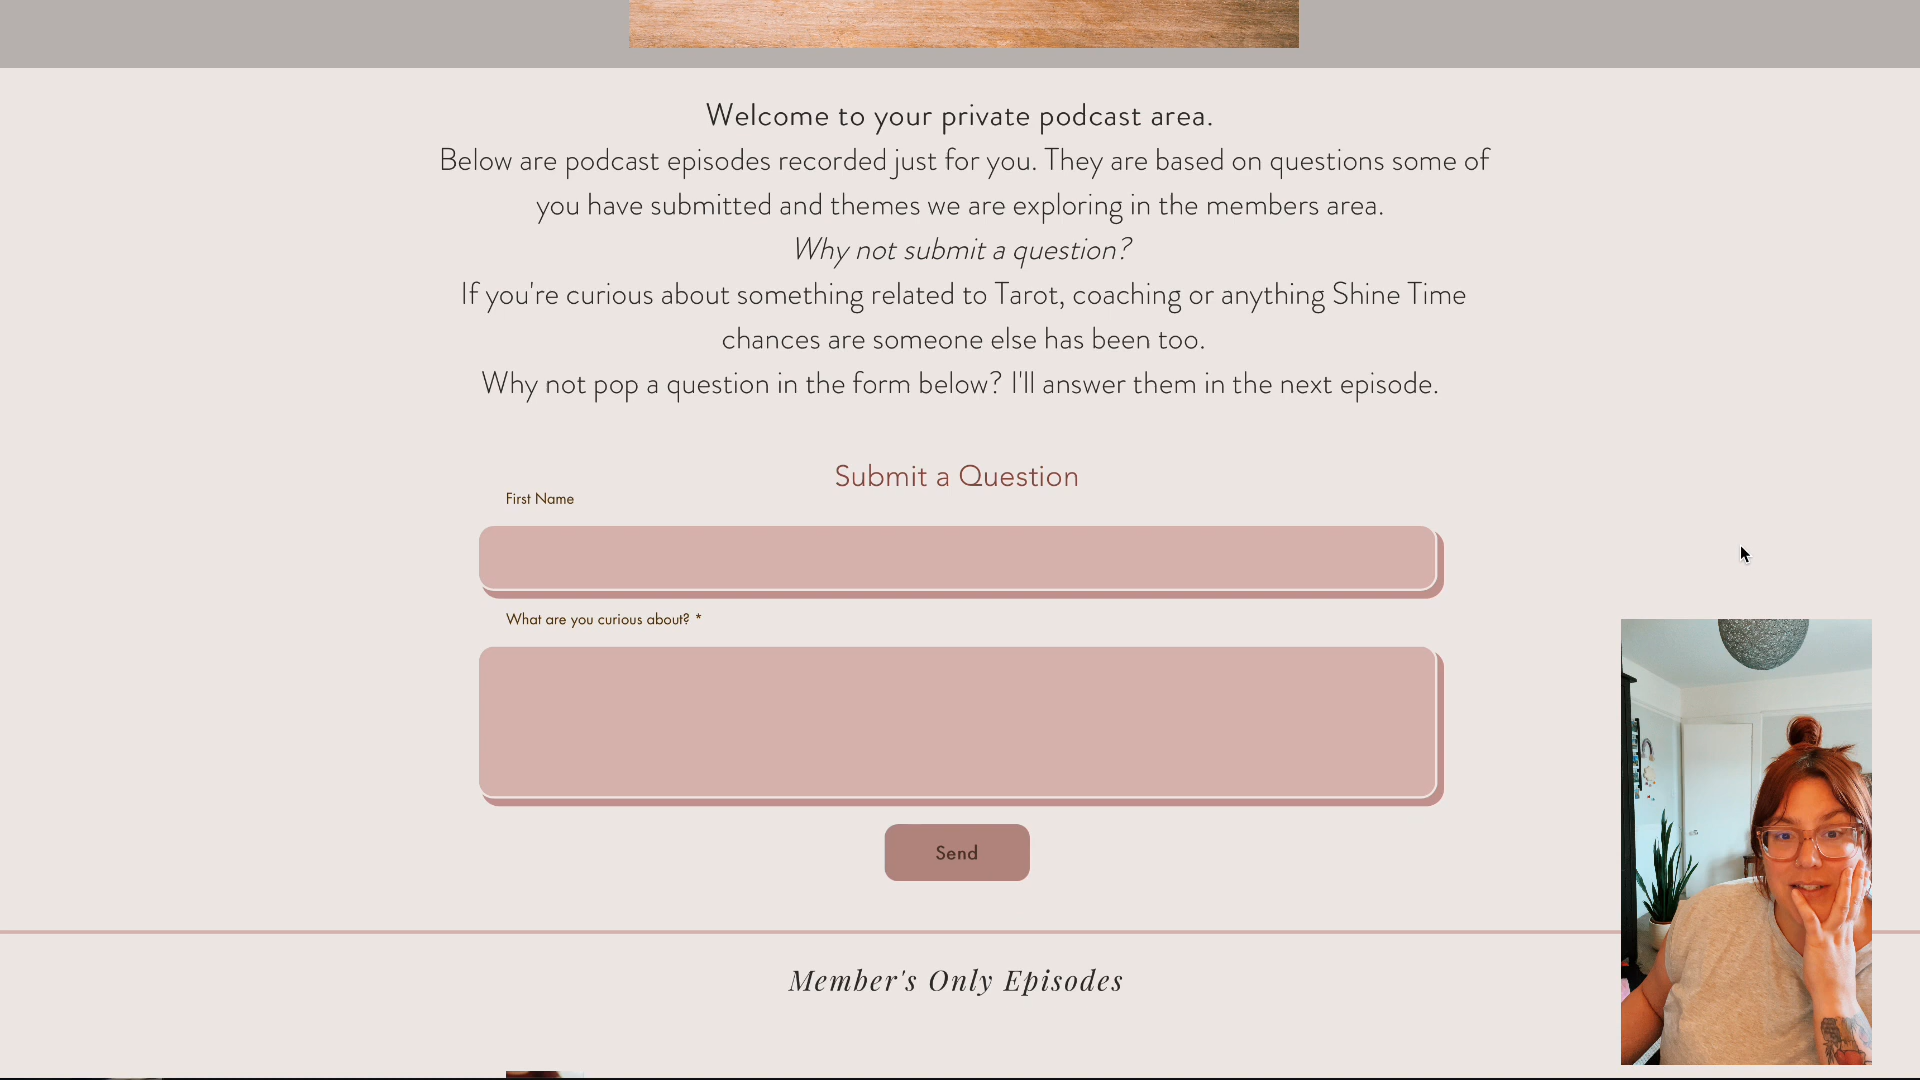 Welcome to your private podcast area.
Below are podcast episodes recorded just for you. They are based on questions some of
you have submitted and themes we are exploring in the members area.
Why not submit a question?
If you're curious about something related to Tarot, coaching or anything Shine Time
chances are someone else has been too.
Why not pop a question in the form below? I'll answer them in the next episode.
Submit a Question
First Name
What are you curious about? *
Send
Member's Only Episodes